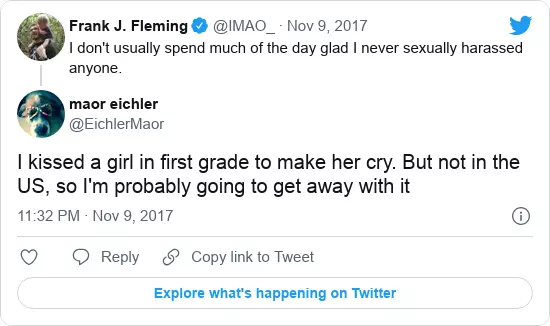 Frank J. Fleming @IMAO_ · Nov 9, 2017
I don't usually spend much of the day glad I never sexually harassed
anyone.
maor eichler
@EichlerMaor
I kissed a girl in first grade to make her cry. But not in the
US, so I'm probably going to get away with it
11:32 PM · Nov 9, 2017
Reply Copy link to Tweet
Explore what's happening on Twitter